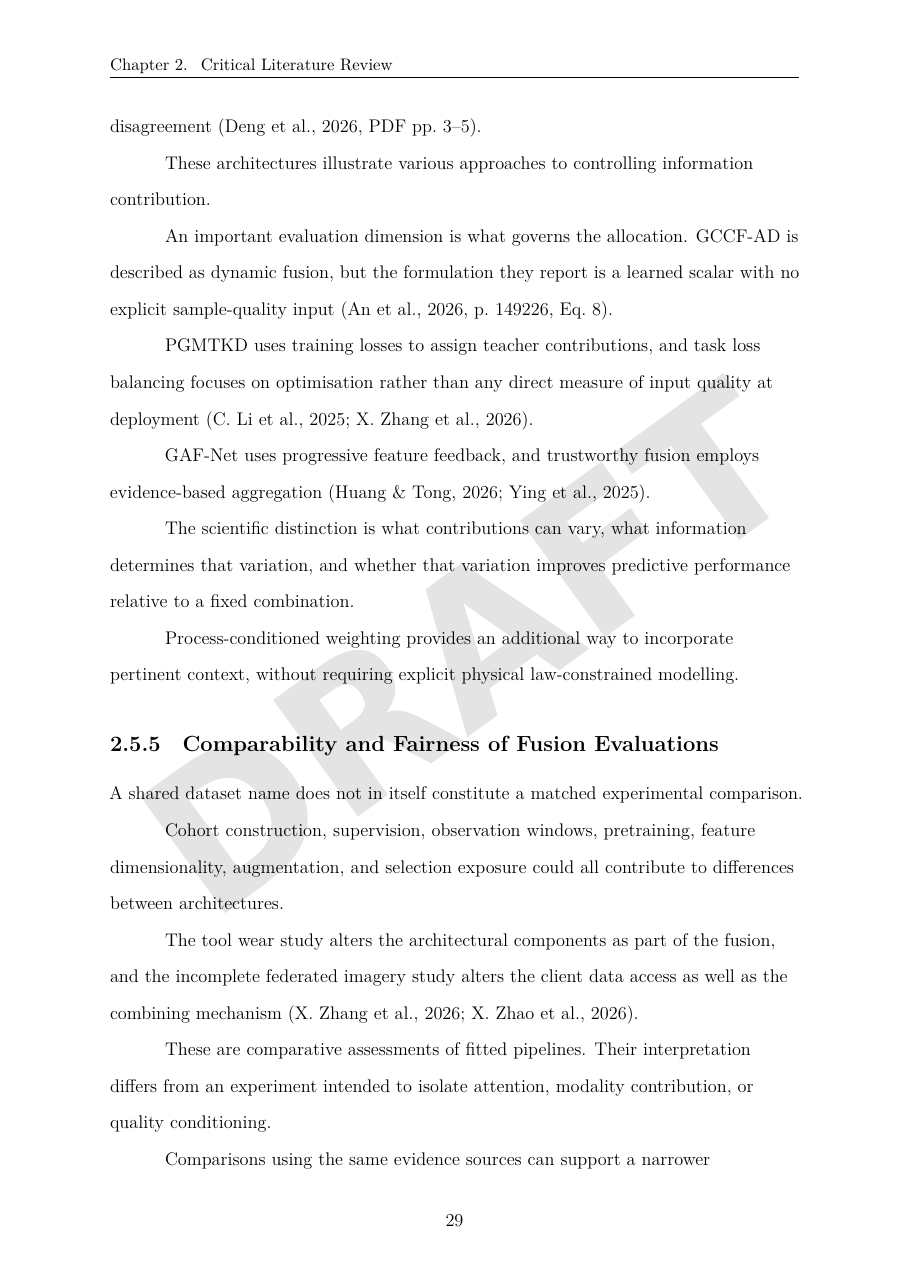 Chapter 2. Critical Literature Review
disagreement (Deng et al., 2026, PDF pp. 3–5).
These architectures illustrate various approaches to controlling information
contribution.
An important evaluation dimension is what governs the allocation. GCCF-AD is
described as dynamic fusion, but the formulation they report is a learned scalar with no
explicit sample-quality input (An et al., 2026, p. 149226, Eq. 8).
PGMTKD uses training losses to assign teacher contributions, and task loss
balancing focuses on optimisation rather than any direct measure of input quality at
deployment (C. Li et al., 2025; X. Zhang et al., 2026).
GAF-Net uses progressive feature feedback, and trustworthy fusion employs
evidence-based aggregation (Huang & Tong, 2026; Ying et al., 2025).
The scientific distinction is what contributions can vary, what information
determines that variation, and whether that variation improves predictive performance
relative to a fixed combination.
Process-conditioned weighting provides an additional way to incorporate
pertinent context, without requiring explicit physical law-constrained modelling.
2.5.5 Comparability and Fairness of Fusion Evaluations
A shared dataset name does not in itself constitute a matched experimental comparison.
Cohort construction, supervision, observation windows, pretraining, feature
dimensionality, augmentation, and selection exposure could all contribute to differences
between architectures.
The tool wear study alters the architectural components as part of the fusion,
and the incomplete federated imagery study alters the client data access as well as the
combining mechanism (X. Zhang et al., 2026; X. Zhao et al., 2026).
These are comparative assessments of fitted pipelines. Their interpretation
differs from an experiment intended to isolate attention, modality contribution, or
quality conditioning.
Comparisons using the same evidence sources can support a narrower
29
DRAFT